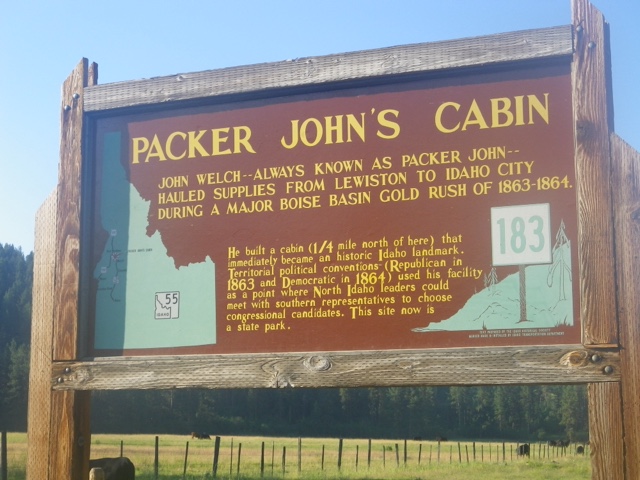 PACKER JOHN'S CABIN
JOHN WELCH--ALWAYS KNOWN AS PACKER JOHN--
HAULED SUPPLIES FROM LEWISTON TO IDAHO CITY
DURING A MAJOR BOISE BASIN GOLD RUSH OF 1863-1864.
He built a cabin (1/4 mile north of here) that
immediately became an historic Idaho landmark.
Territorial political conventions (Republican in
1863 and Democratic in 1864) used his facility
as a point where North Idaho leaders could
meet with southern representatives to choose
congressional candidates. This site now is
a state park.
183
55
IDAHO